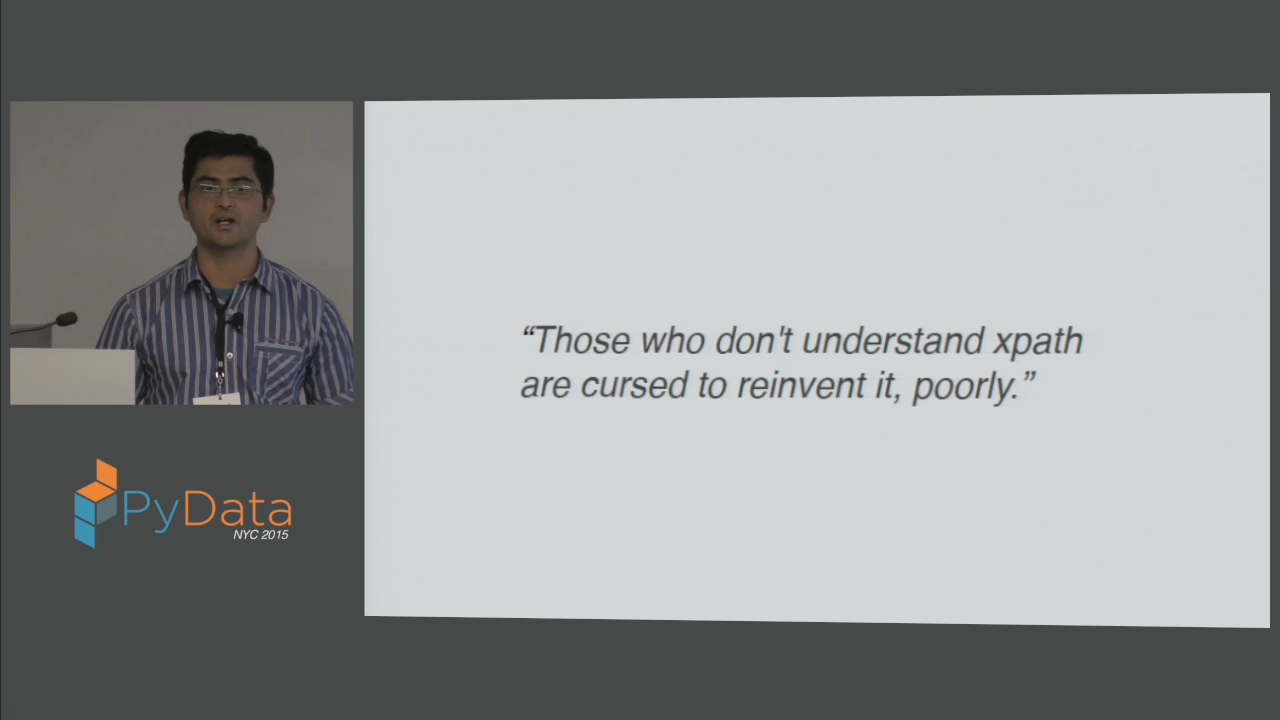 “Those who don't understand xpath
are cursed to reinvent it, poorly.”
PyData
NYC 2015